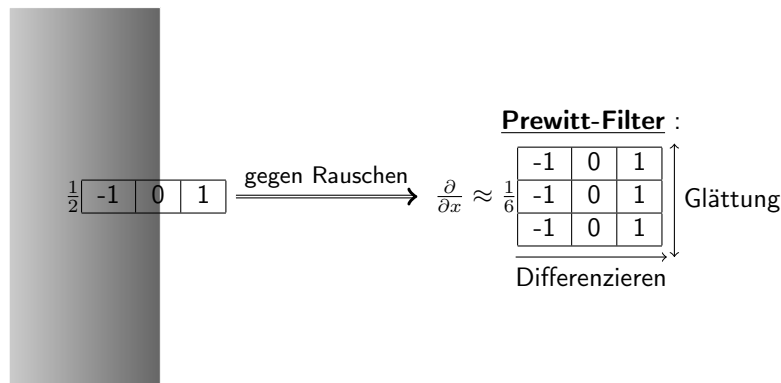 ½ -1 0 1
gegen Rauschen
Prewitt-Filter :
∂/∂x ≈ 1/6
-1 0 1
-1 0 1
-1 0 1
Glättung
Differenzieren